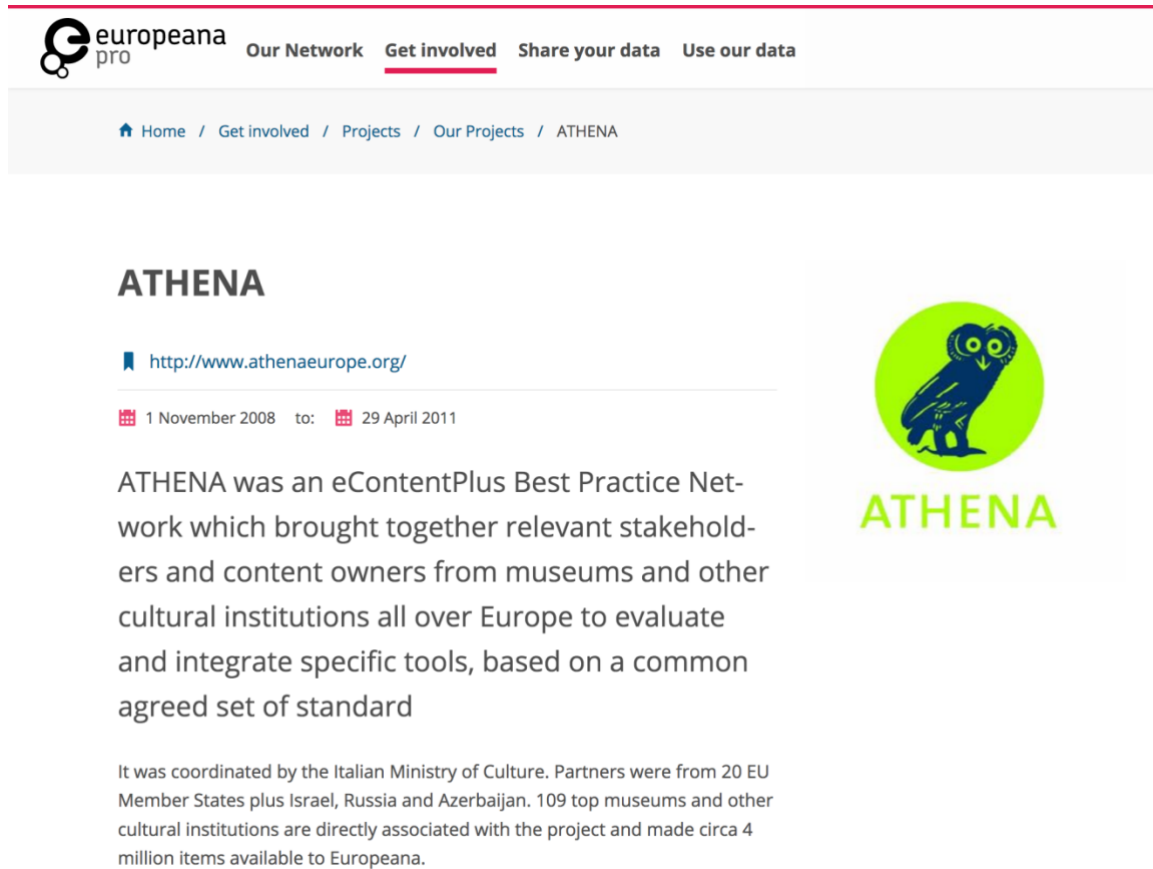 europeana
pro
Our Network Get involved Share your data Use our data
Home / Get involved / Projects / Our Projects / ATHENA
ATHENA
http://www.athenaeurope.org/
1 November 2008 to: 29 April 2011
ATHENA was an eContentPlus Best Practice Net-
work which brought together relevant stakehold-
ers and content owners from museums and other
cultural institutions all over Europe to evaluate
and integrate specific tools, based on a common
agreed set of standard
It was coordinated by the Italian Ministry of Culture. Partners were from 20 EU
Member States plus Israel, Russia and Azerbaijan. 109 top museums and other
cultural institutions are directly associated with the project and made circa 4
million items available to Europeana.
ATHENA